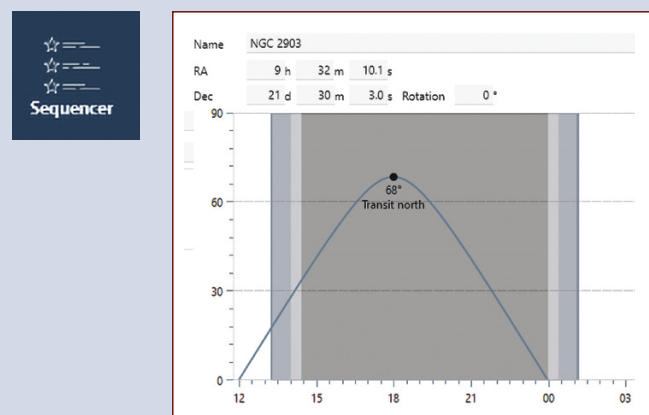 Sequencer
Name NGC 2903
RA 9 h 32 m 10.1 s
Dec 21 d 30 m 3.0 s Rotation 0 °
90
68°
Transit north
60
30
0
12 15 18 21 00 03